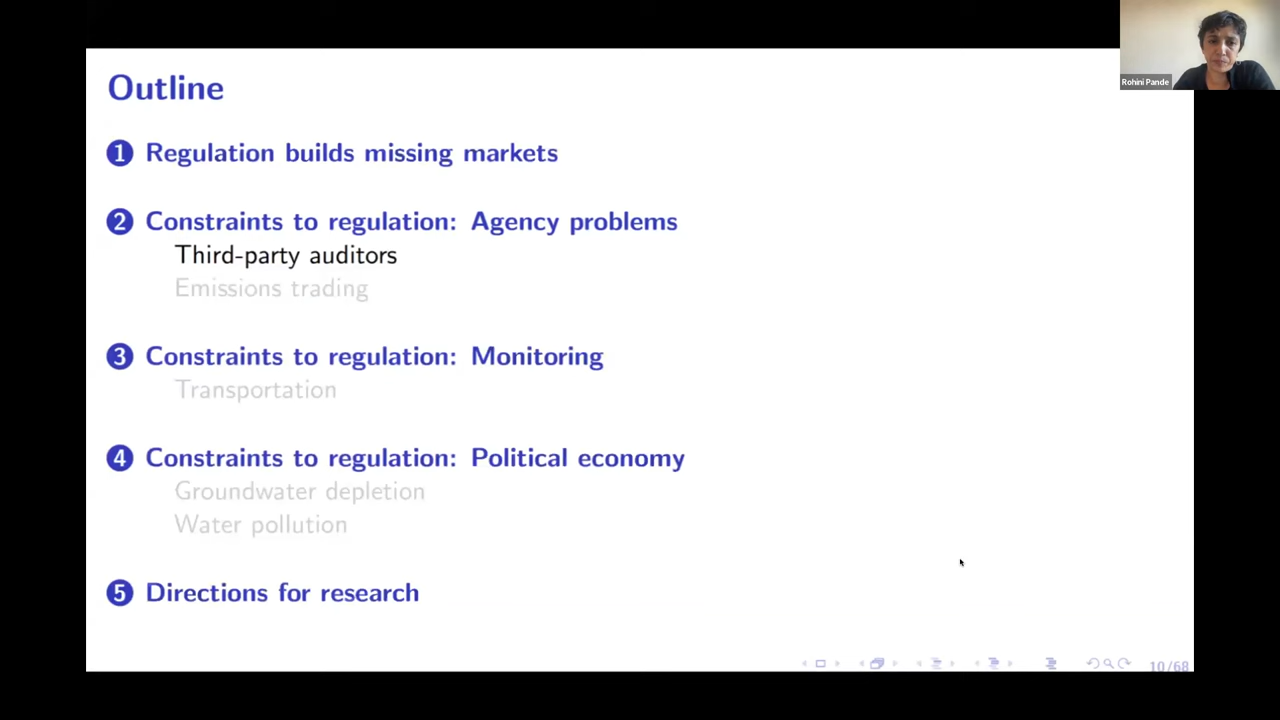 Outline
1 Regulation builds missing markets
2 Constraints to regulation: Agency problems
Third-party auditors
Emissions trading
3 Constraints to regulation: Monitoring
Transportation
4 Constraints to regulation: Political economy
Groundwater depletion
Water pollution
5 Directions for research
10/68
Rohini Pande